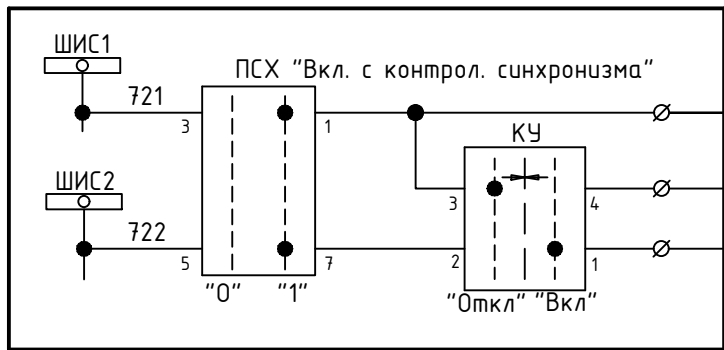 ШИС1
ПСХ "Вкл. с контрол. синхронизма"
721
3
1
КУ
ШИС2
3
4
722
5
7
2
1
"0"
"1"
"Откл"
"Вкл"